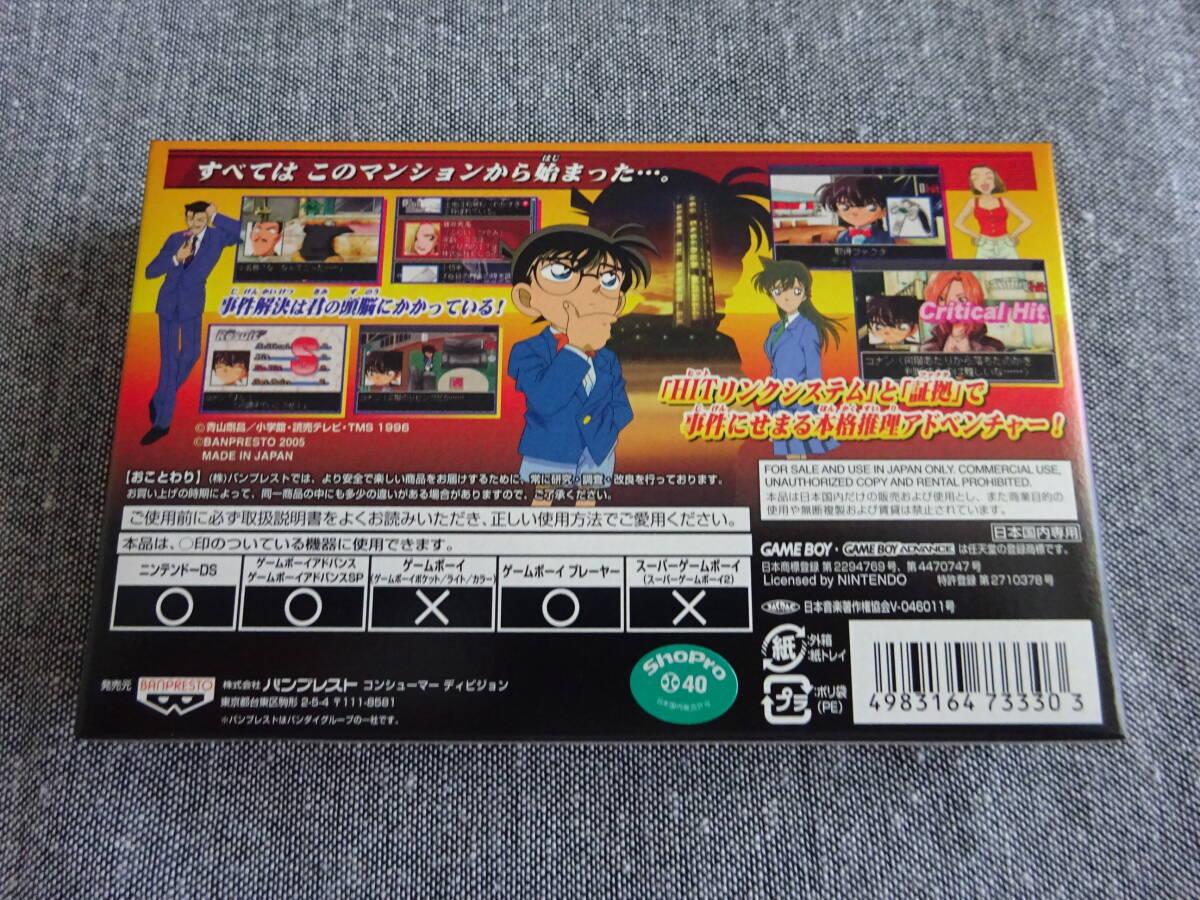 すべては このマンションから始まった…。
はじ
事件解決は君の頭脳にかかっている!
じけんかいけつ きみ ずのう
Result
S
Critical Hit
「HITリンクシステム」と「証拠」で
事件にせまる本格推理アドベンチャー!
©青山剛昌/小学館・読売テレビ・TMS 1996
©BANPRESTO 2005
MADE IN JAPAN
【おことわり】(株)バンプレストでは、より安全で楽しい商品をお届けするために、常に研究・調査・改良を行っております。
お買い上げの時期によって、同一商品の中にも多少の違いがある場合がありますので、ご了承ください。
ご使用前に必ず取扱説明書をよくお読みいただき、正しい使用方法でご愛用ください。
本品は、○印のついている機器に使用できます。
ニンテンドーDS
ゲームボーイアドバンス
ゲームボーイアドバンスSP
ゲームボーイ
(ゲームボーイポケット/ライト/カラー)
ゲームボーイ プレーヤー
スーパーゲームボーイ
(スーパーゲームボーイ2)
○ ○ × ○ ×
FOR SALE AND USE IN JAPAN ONLY. COMMERCIAL USE,
UNAUTHORIZED COPY AND RENTAL PROHIBITED.
本品は日本国内だけの販売および使用とし、また商業目的の
使用や無断複製および賃貸は禁止されています。
日本国内専用
GAME BOY・GAME BOY ADVANCE は任天堂の登録商標です。
日本商標登録 第2294769号、第4470747号
Licensed by NINTENDO 特許登録 第2710378号
日本音楽著作権協会V-046011号
紙
:外箱
:紙トレイ
プラ
:ポリ袋
(PE)
4983164 73330 3
ShoPro
40
発売元
BANPRESTO
株式会社 バンプレスト コンシューマー ディビジョン
東京都台東区駒形 2-5-4 〒111-8581
※バンプレストはバンダイグループの一社です。